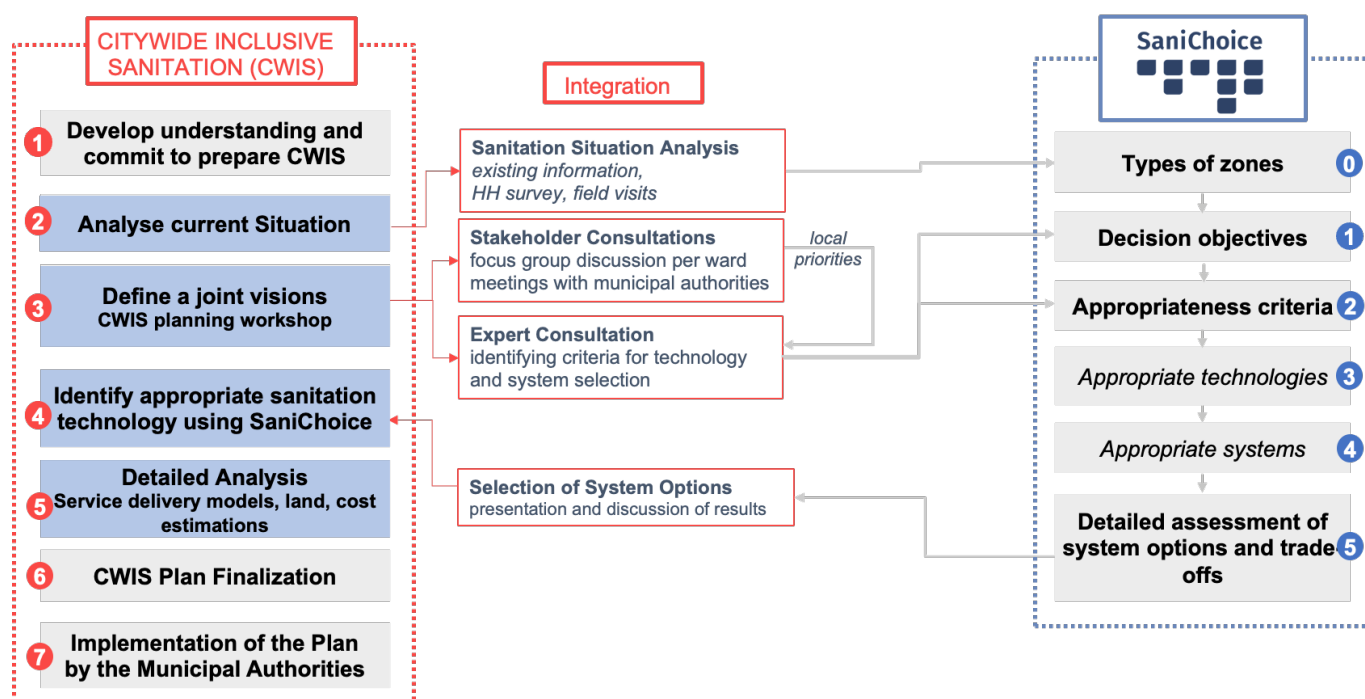 CITYWIDE INCLUSIVE
SANITATION (CWIS)
1
Develop understanding and
commit to prepare CWIS
2
Analyse current Situation
3
Define a joint visions
CWIS planning workshop
4
Identify appropriate sanitation
technology using SaniChoice
5
Detailed Analysis
Service delivery models, land, cost
estimations
6
CWIS Plan Finalization
7
Implementation of the Plan
by the Municipal Authorities
Integration
Sanitation Situation Analysis
existing information,
HH survey, field visits
Stakeholder Consultations
focus group discussion per ward
meetings with municipal authorities
local
priorities
Expert Consultation
identifying criteria for technology
and system selection
Selection of System Options
presentation and discussion of results
SaniChoice
Types of zones
0
Decision objectives
1
Appropriateness criteria
2
Appropriate technologies
3
Appropriate systems
4
Detailed assessment of
system options and trade-
offs
5